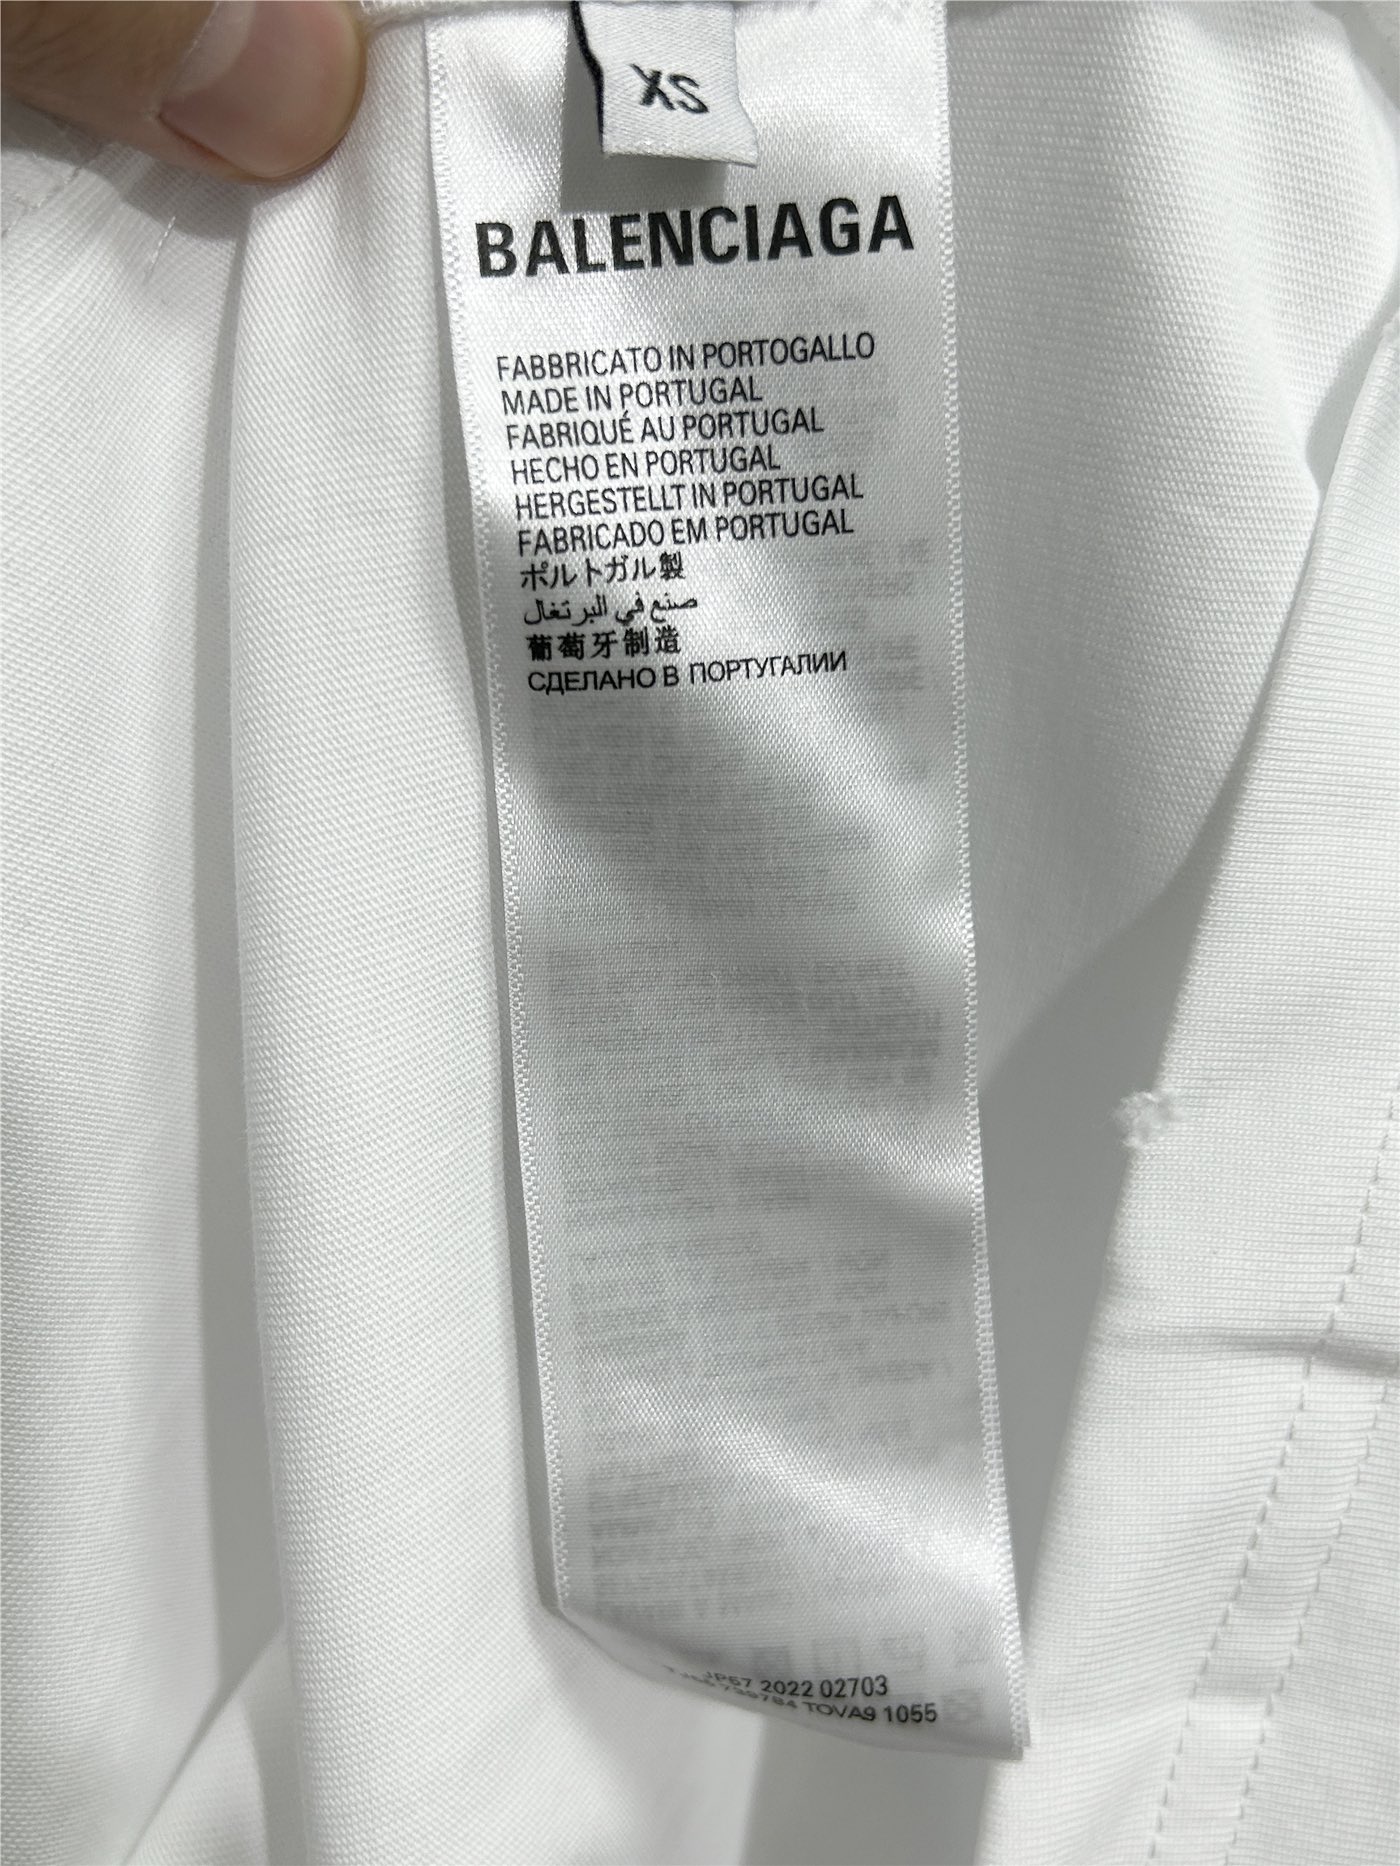 XS
BALENCIAGA
FABBRICATO IN PORTOGALLO
MADE IN PORTUGAL
FABRIQUÉ AU PORTUGAL
HECHO EN PORTUGAL
HERGESTELLT IN PORTUGAL
FABRICADO EM PORTUGAL
ポルトガル製
صنع في البرتغال
葡萄牙制造
СДЕЛАНО В ПОРТУГАЛИИ
2022 02703
TOVA9 1055